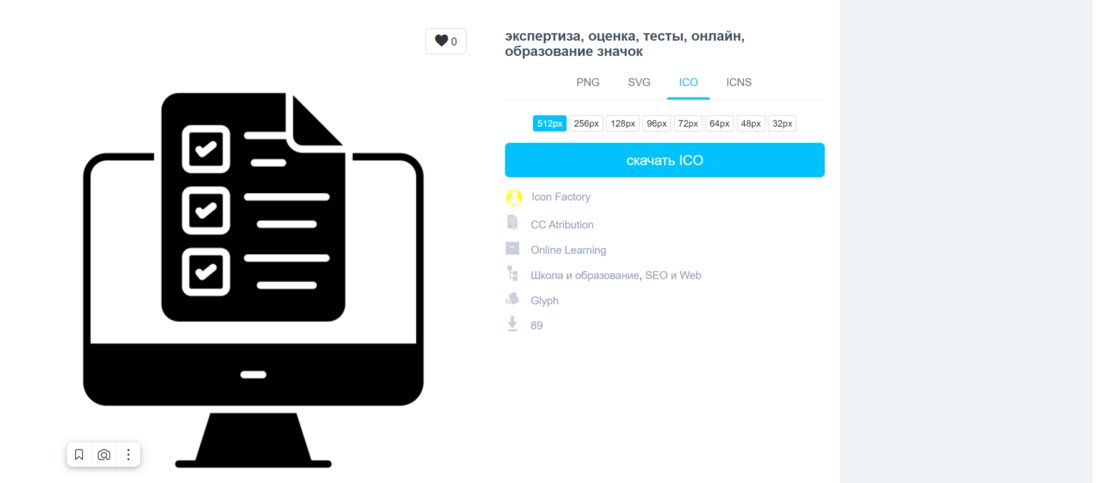 0
экспертиза, оценка, тесты, онлайн,
образование значок
PNG SVG ICO ICNS
512px 256px 128px 96px 72px 64px 48px 32px
скачать ICO
Icon Factory
CC Atribution
Online Learning
Школа и образование, SEO и Web
Glyph
89